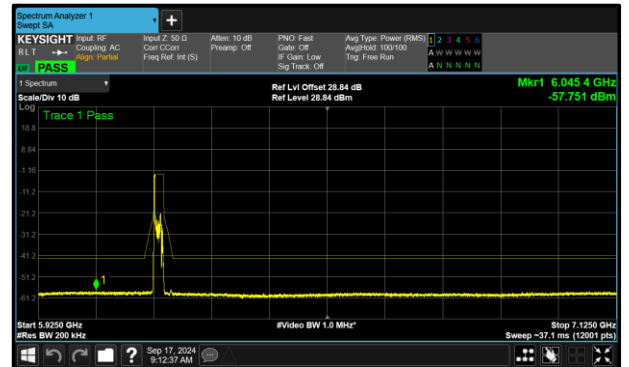 Spectrum Analyzer 1
Swept SA
+
KEYSIGHT Input: RF Input Z: 50 Ω Atten: 10 dB PNO: Fast Avg Type: Power (RMS) 1 2 3 4 5 6
RLT Coupling: AC Corr CCorr Preamp: Off Gate: Off Avg|Hold: 100/100 A W W W W W
Align: Partial Freq Ref: Int (S) IF Gain: Low Trig: Free Run
PASS Sig Track: Off A N N N N N
1 Spectrum Ref Lvl Offset 28.84 dB Mkr1 6.045 4 GHz
Scale/Div 10 dB Ref Level 28.84 dBm -57.751 dBm
Log
Trace 1 Pass
18.8
8.84
-1.16
-11.2
-21.2
-31.2
-41.2
-51.2
1
-61.2
Start 5.9250 GHz #Video BW 1.0 MHz* Stop 7.1250 GHz
#Res BW 200 kHz Sweep ~37.1 ms (12001 pts)
? Sep 17, 2024
9:12:37 AM